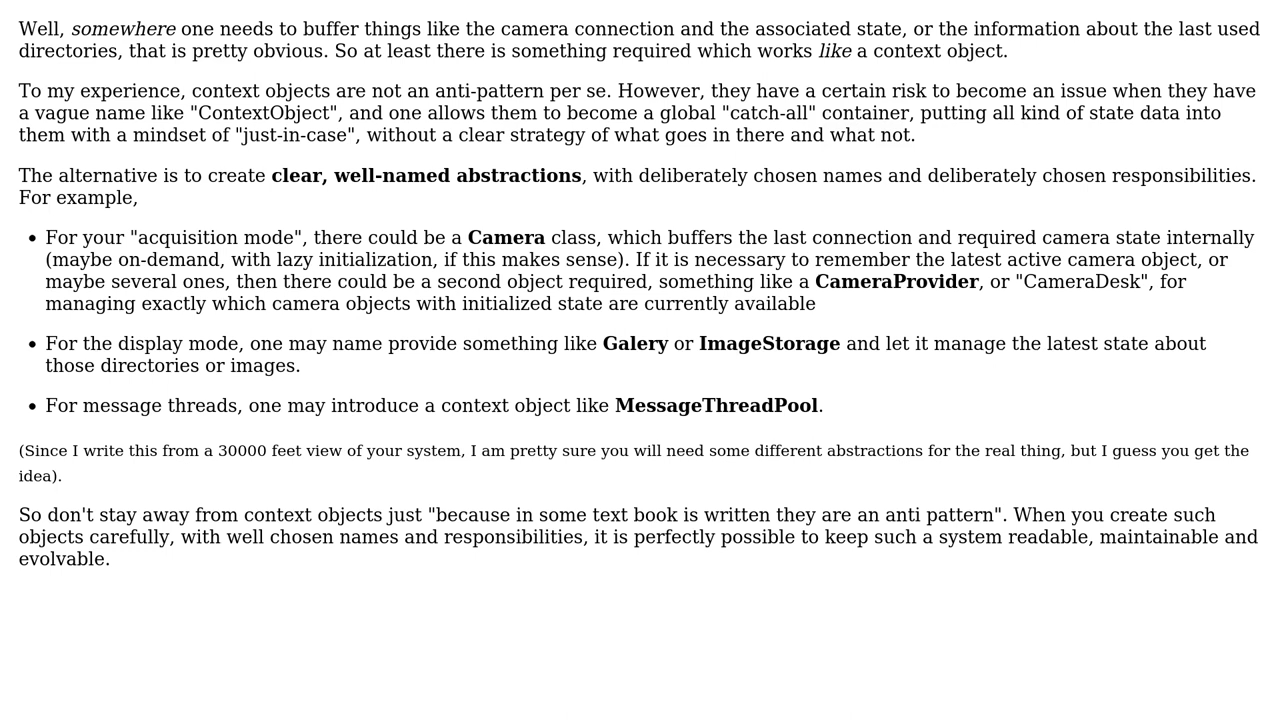 Well, somewhere one needs to buffer things like the camera connection and the associated state, or the information about the last used
directories, that is pretty obvious. So at least there is something required which works like a context object.
To my experience, context objects are not an anti-pattern per se. However, they have a certain risk to become an issue when they have
a vague name like "ContextObject", and one allows them to become a global "catch-all" container, putting all kind of state data into
them with a mindset of "just-in-case", without a clear strategy of what goes in there and what not.
The alternative is to create clear, well-named abstractions, with deliberately chosen names and deliberately chosen responsibilities.
For example,
• For your "acquisition mode", there could be a Camera class, which buffers the last connection and required camera state internally
(maybe on-demand, with lazy initialization, if this makes sense). If it is necessary to remember the latest active camera object, or
maybe several ones, then there could be a second object required, something like a CameraProvider, or "CameraDesk", for
managing exactly which camera objects with initialized state are currently available
• For the display mode, one may name provide something like Galery or ImageStorage and let it manage the latest state about
those directories or images.
• For message threads, one may introduce a context object like MessageThreadPool.
(Since I write this from a 30000 feet view of your system, I am pretty sure you will need some different abstractions for the real thing, but I guess you get the
idea).
So don't stay away from context objects just "because in some text book is written they are an anti pattern". When you create such
objects carefully, with well chosen names and responsibilities, it is perfectly possible to keep such a system readable, maintainable and
evolvable.